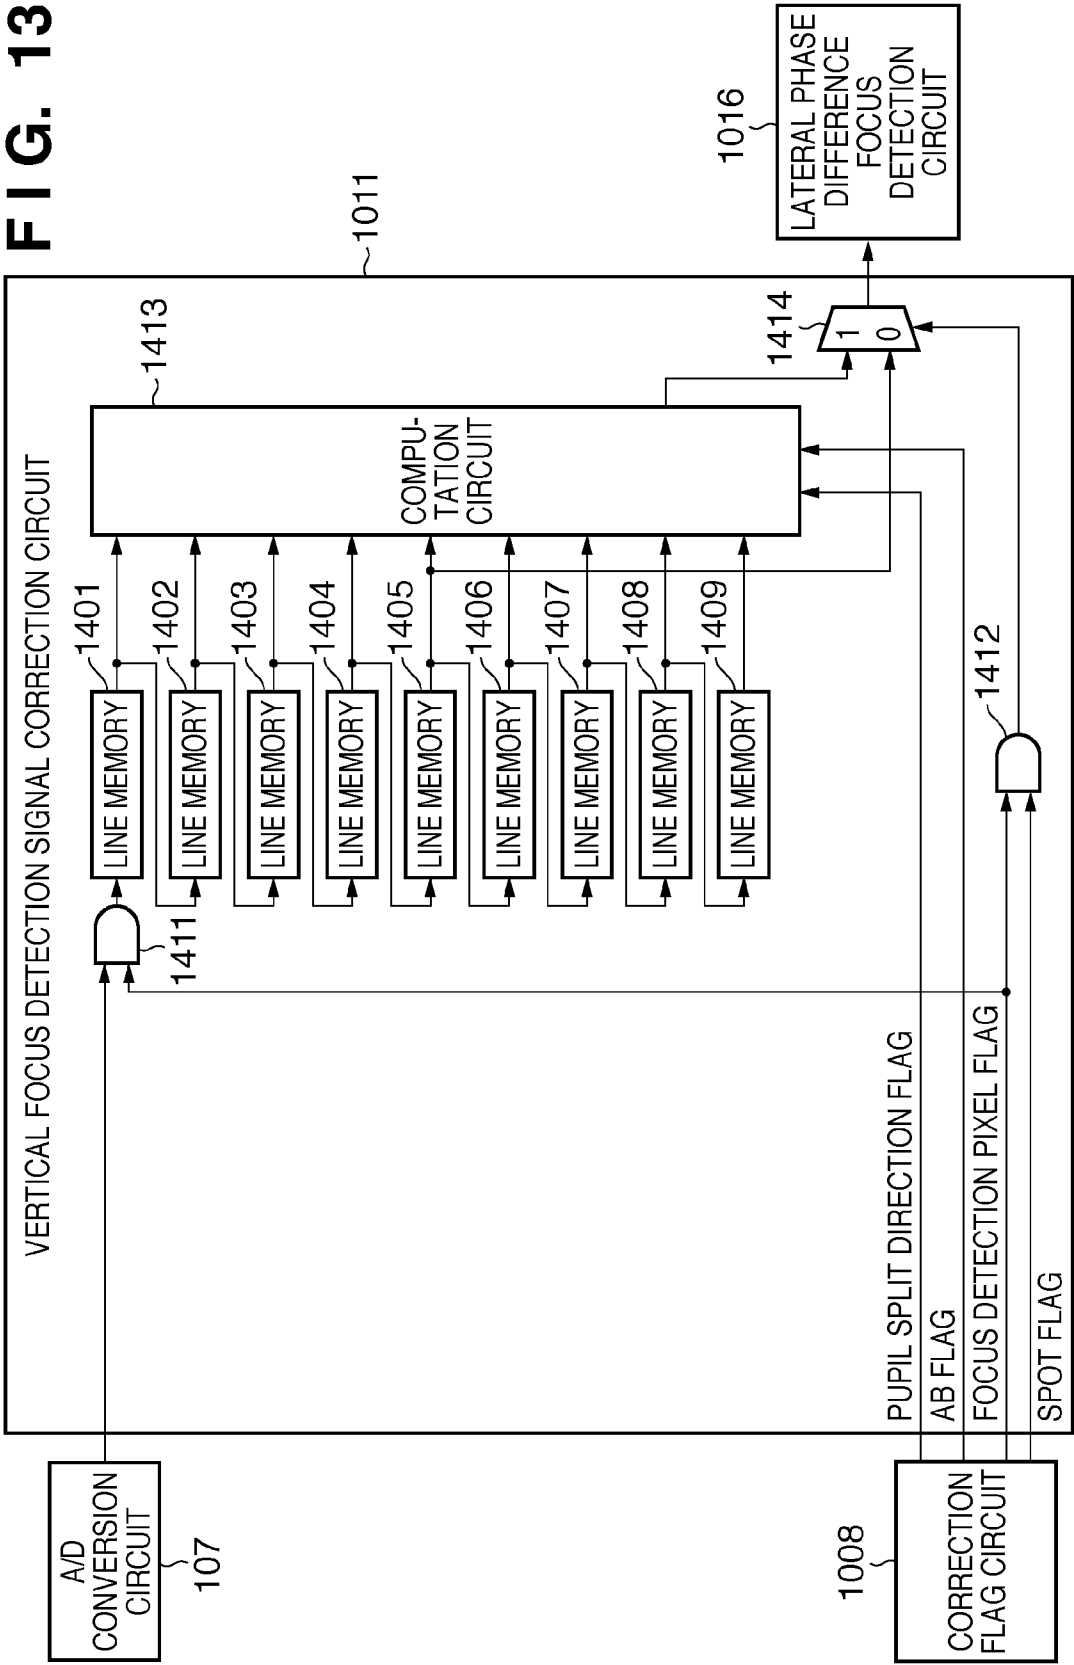 FIG. 13
VERTICAL FOCUS DETECTION SIGNAL CORRECTION CIRCUIT
1011
A/D
CONVERSION
CIRCUIT
107
1411
LINE MEMORY
1401
LINE MEMORY
1402
LINE MEMORY
1403
LINE MEMORY
1404
LINE MEMORY
1405
LINE MEMORY
1406
LINE MEMORY
1407
LINE MEMORY
1408
LINE MEMORY
1409
COMPU-
TATION
CIRCUIT
1413
1414
1
0
1016
LATERAL PHASE
DIFFERENCE
FOCUS
DETECTION
CIRCUIT
1008
CORRECTION
FLAG CIRCUIT
PUPIL SPLIT DIRECTION FLAG
AB FLAG
FOCUS DETECTION PIXEL FLAG
SPOT FLAG
1412